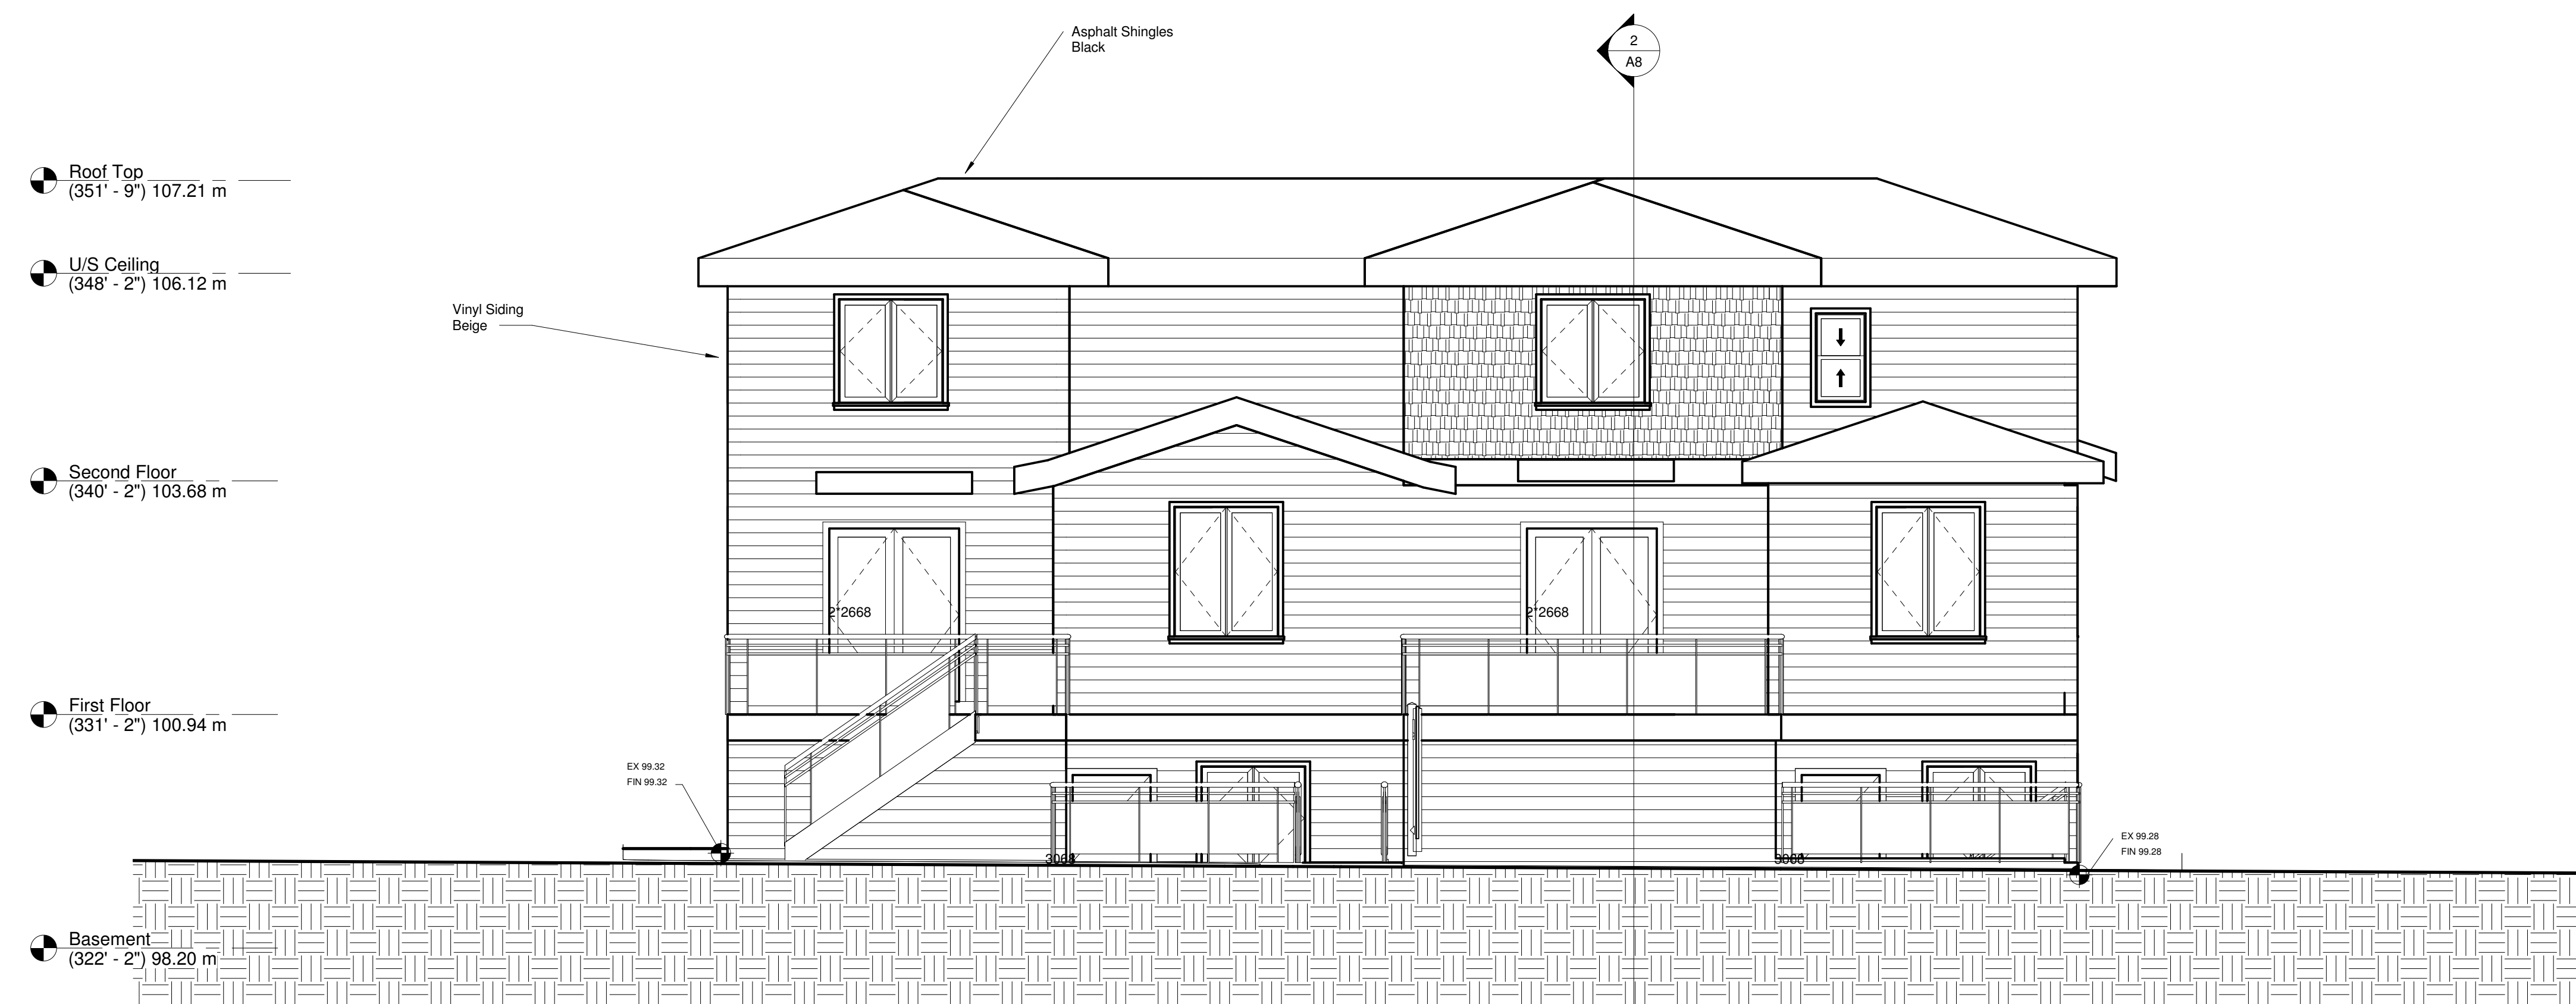 Asphalt Shingles
Black
2
A8
Roof Top
(351' - 9") 107.21 m
U/S Ceiling
(348' - 2") 106.12 m
Vinyl Siding
Beige
Second Floor
(340' - 2") 103.68 m
2*2668
2*2668
First Floor
(331' - 2") 100.94 m
EX 99.32
FIN 99.32
EX 99.28
FIN 99.28
3068
3068
Basement
(322' - 2") 98.20 m